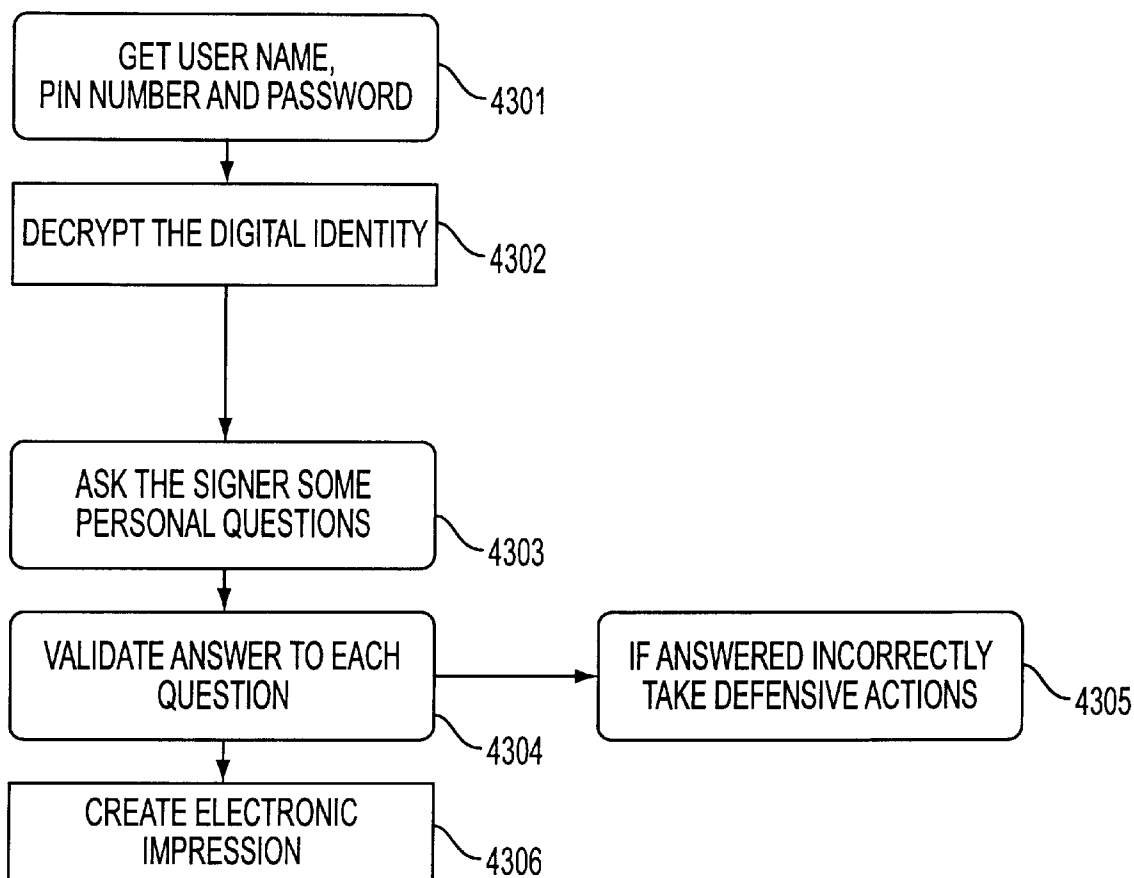 GET USER NAME,
PIN NUMBER AND PASSWORD
4301
DECRYPT THE DIGITAL IDENTITY
4302
ASK THE SIGNER SOME
PERSONAL QUESTIONS
4303
VALIDATE ANSWER TO EACH
QUESTION
4304
IF ANSWERED INCORRECTLY
TAKE DEFENSIVE ACTIONS
4305
CREATE ELECTRONIC
IMPRESSION
4306